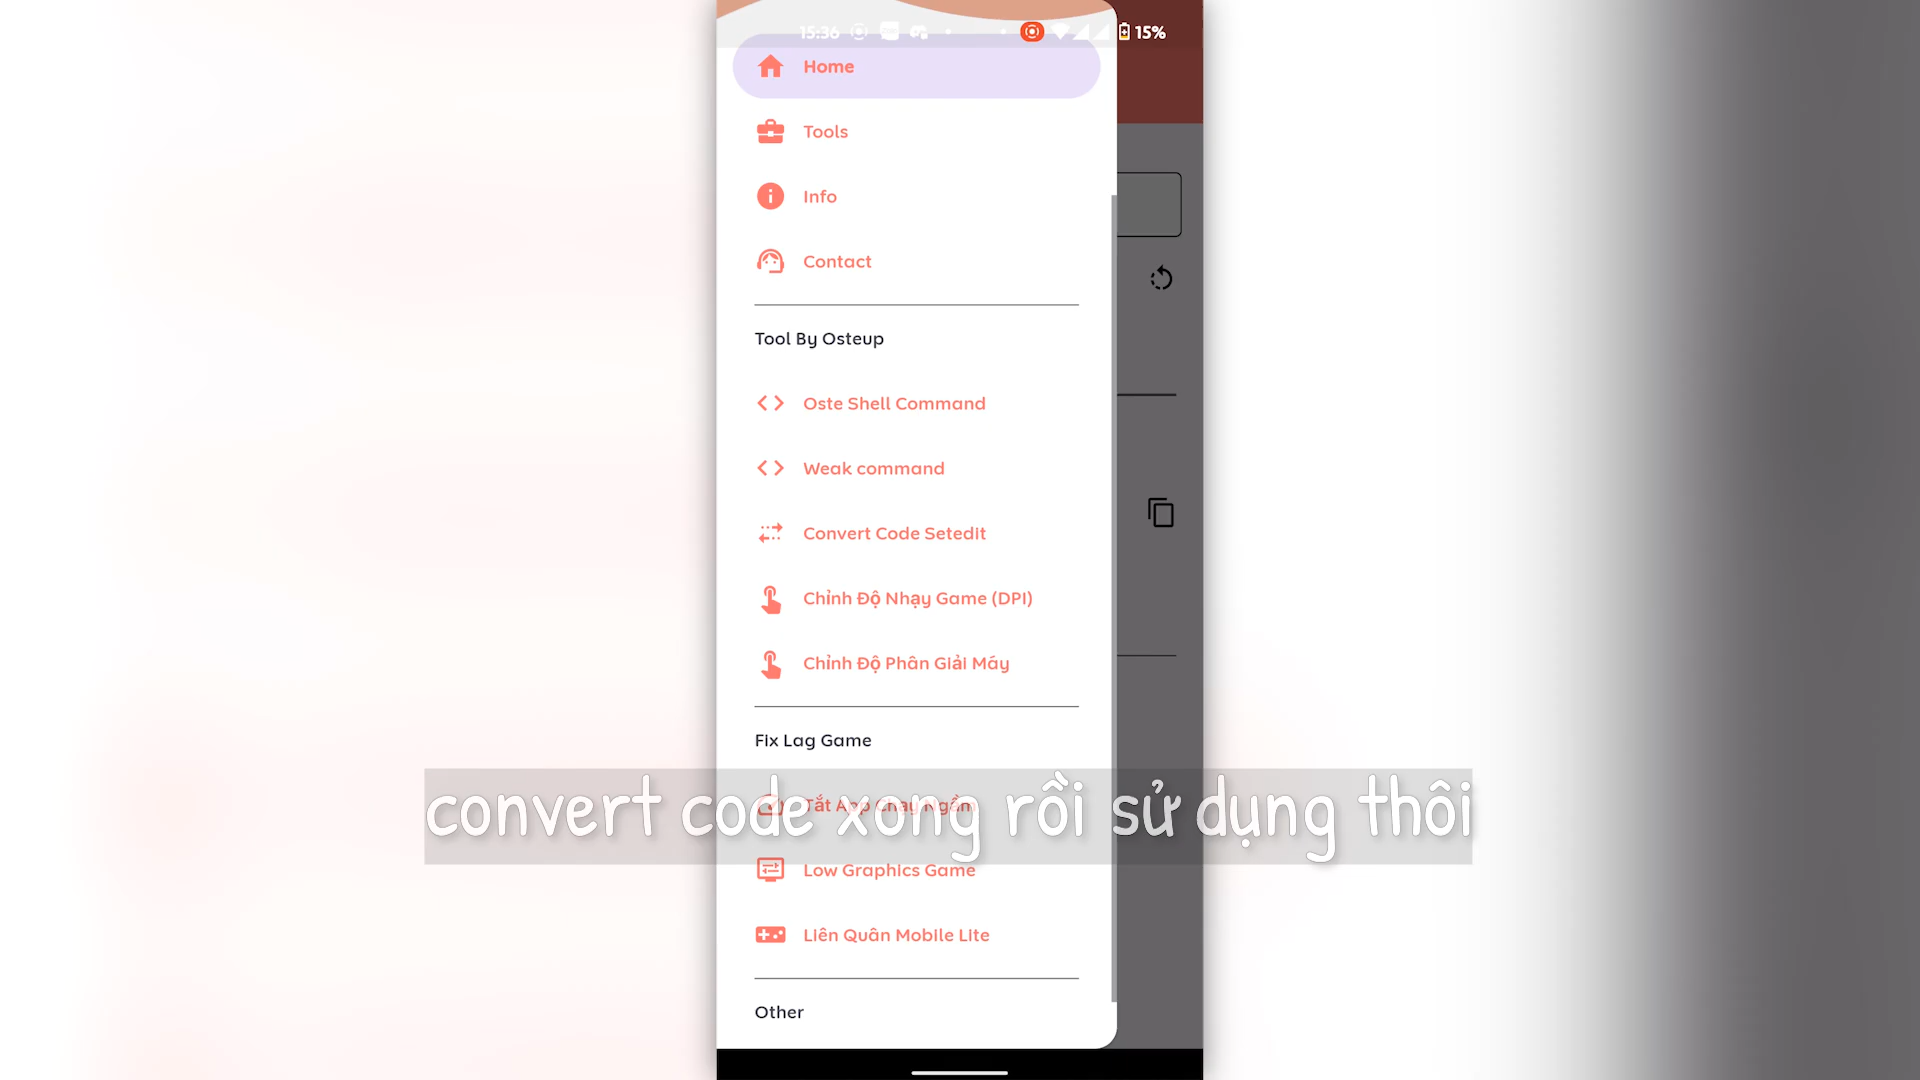 15:36
15%
Home
Tools
Info
Contact
Tool By Osteup
Oste Shell Command
Weak command
Convert Code Setedit
Chỉnh Độ Nhạy Game (DPI)
Chỉnh Độ Phân Giải Máy
Fix Lag Game
Tắt App Chạy Ngầm
convert code xong rồi sử dụng thôi
Low Graphics Game
Liên Quân Mobile Lite
Other